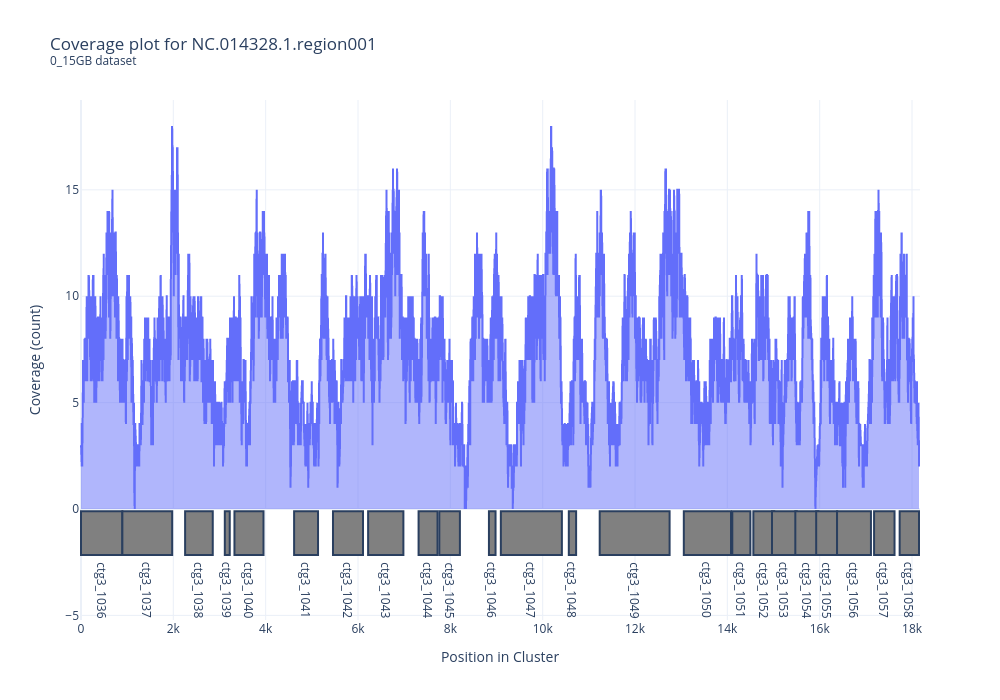 Coverage plot for NC.014328.1.region001
0_15GB dataset
Coverage (count)
15
10
5
0
−5
ctg3_1036
ctg3_1037
ctg3_1038
ctg3_1039
ctg3_1040
ctg3_1041
ctg3_1042
ctg3_1043
ctg3_1044
ctg3_1045
ctg3_1046
ctg3_1047
ctg3_1048
ctg3_1049
ctg3_1050
ctg3_1051
ctg3_1052
ctg3_1053
ctg3_1054
ctg3_1055
ctg3_1056
ctg3_1057
ctg3_1058
0 2k 4k 6k 8k 10k 12k 14k 16k 18k
Position in Cluster